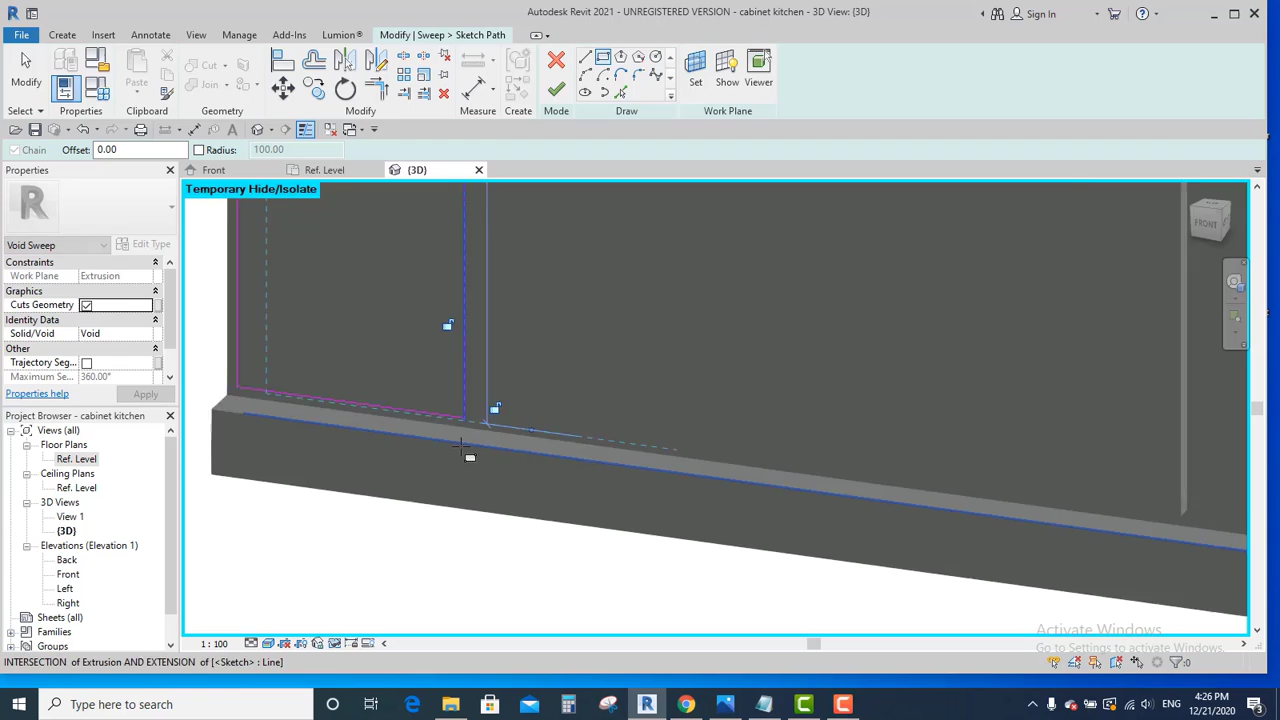 Autodesk Revit 2021 - UNREGISTERED VERSION - cabinet kitchen - 3D View: {3D}
Sign In
File Create Insert Annotate View Manage Add-Ins Lumion® Modify | Sweep > Sketch Path
Modify
Paste
Cut
Join
Set Show Viewer
Select Properties Clipboard Geometry Modify Measure Create Mode Draw Work Plane
Chain Offset: 0.00 Radius: 100.00
Properties
Front Ref. Level {3D}
Temporary Hide/Isolate
FRONT
Void Sweep Edit Type
Constraints
Work Plane Extrusion
Graphics
Cuts Geometry
Identity Data
Solid/Void Void
Other
Trajectory Seg...
Maximum Se... 360.00°
Properties help Apply
Project Browser - cabinet kitchen
Views (all)
Floor Plans
Ref. Level
Ceiling Plans
Ref. Level
3D Views
View 1
{3D}
Elevations (Elevation 1)
Back
Front
Left
Right
Sheets (all)
Families
Groups
Activate Windows
Go to Settings to activate Windows.
1 : 100
INTERSECTION of Extrusion AND EXTENSION of [<Sketch> : Line]
:0
Type here to search
4:26 PM
12/21/2020
3